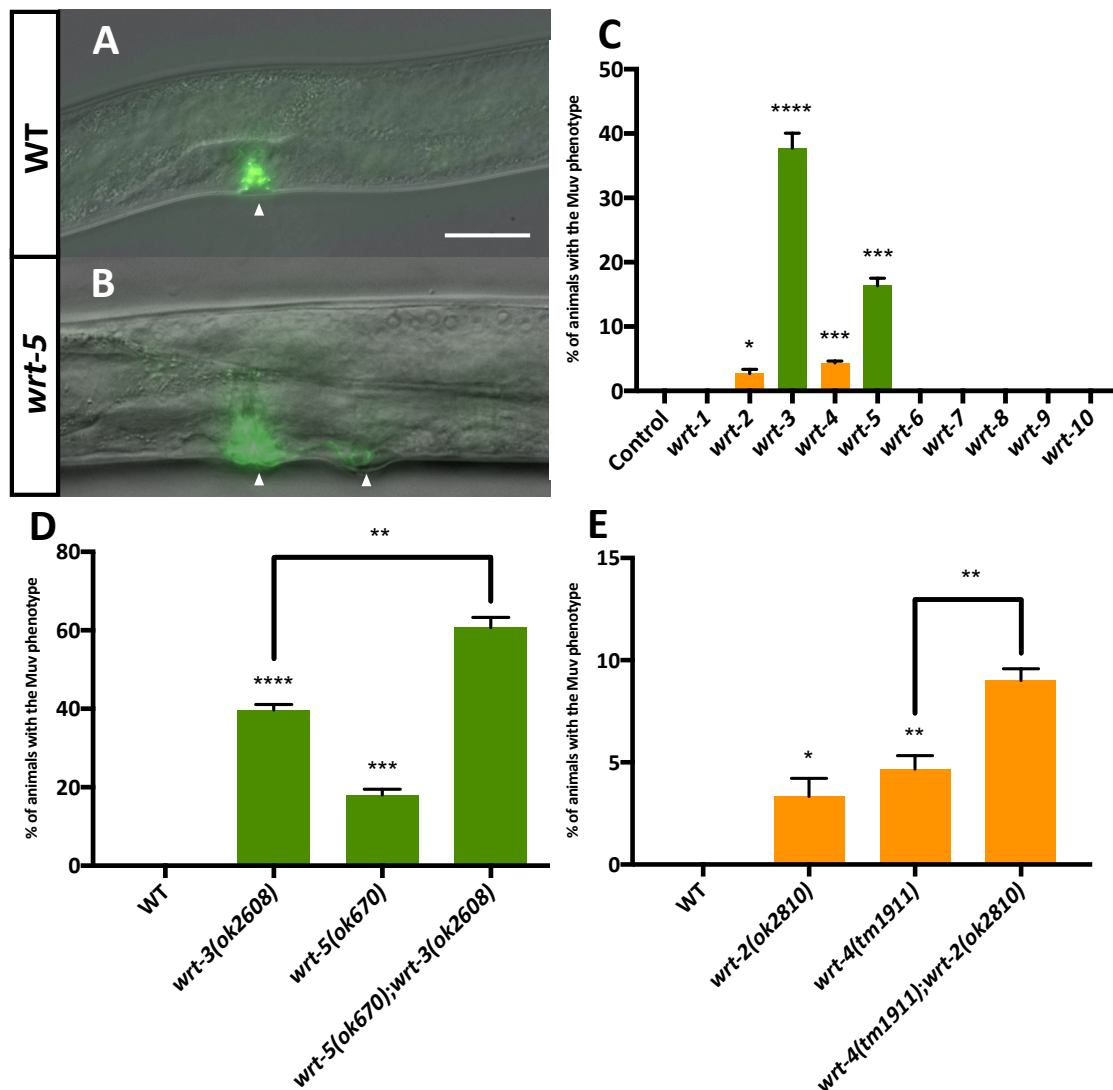 A
WT
B
wrt-5
C
% of animals with the Muv phenotype
50
40
30
20
10
0
*
****
***
***
Control
wrt-1
wrt-2
wrt-3
wrt-4
wrt-5
wrt-6
wrt-7
wrt-8
wrt-9
wrt-10
D
% of animals with the Muv phenotype
80
60
40
20
0
**
****
***
WT
wrt-3(ok2608)
wrt-5(ok670)
wrt-5(ok670);wrt-3(ok2608)
E
% of animals with the Muv phenotype
15
10
5
0
**
*
**
WT
wrt-2(ok2810)
wrt-4(tm1911)
wrt-4(tm1911);wrt-2(ok2810)